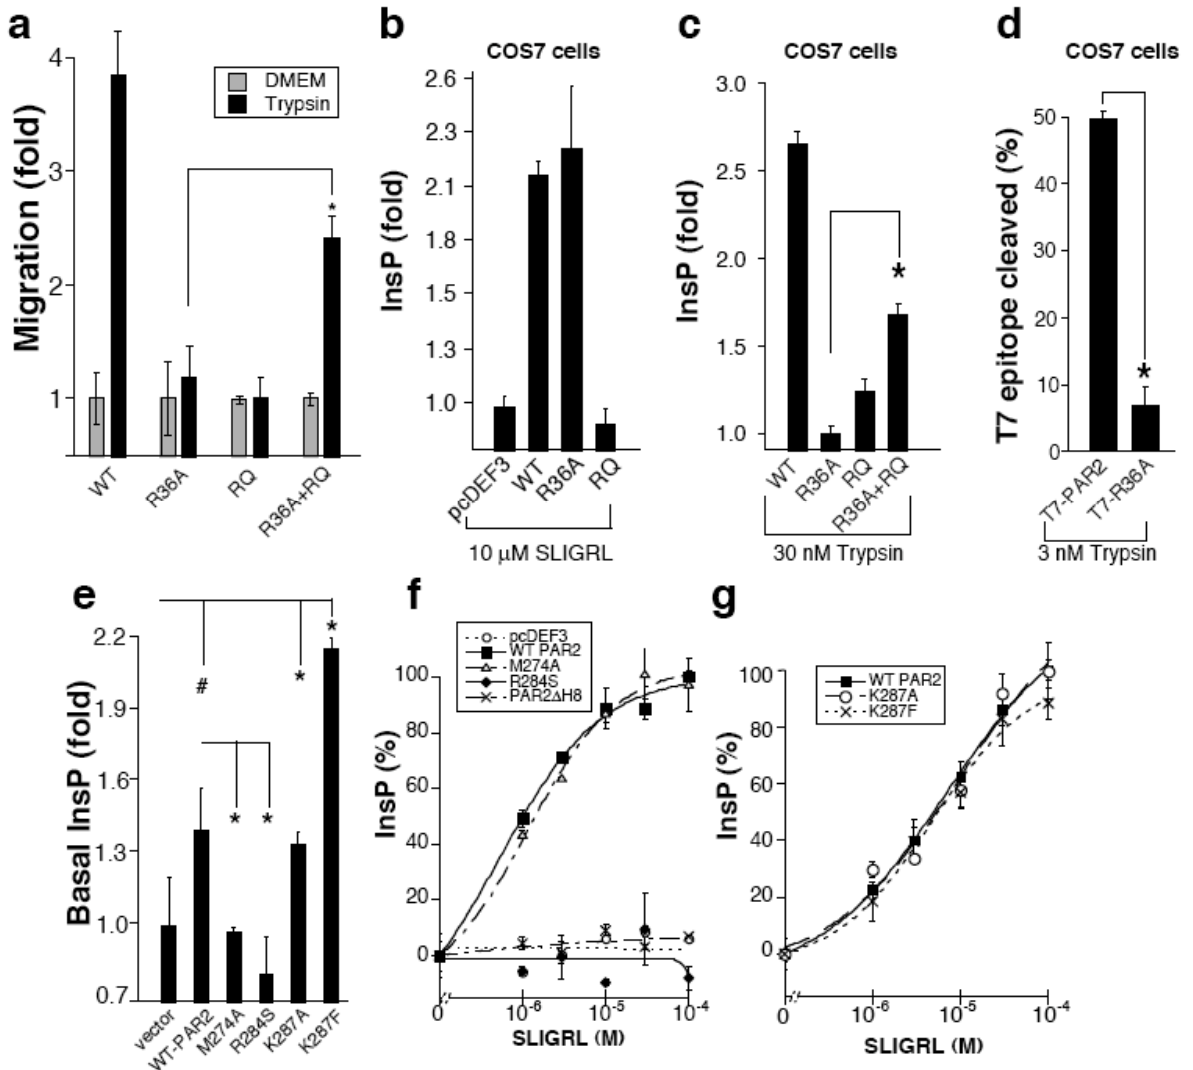 a
Migration (fold)
4
3
2
1
DMEM
Trypsin
*
WT
R36A
RQ
R36A+RQ
b
COS7 cells
InsP (fold)
2.6
2.3
2.1
1.8
1.5
1.3
1.0
pcDEF3
WT
R36A
RQ
10 µM SLIGRL
c
COS7 cells
InsP (fold)
3.0
2.5
2.0
1.5
1.0
*
WT
R36A
RQ
R36A+RQ
30 nM Trypsin
d
COS7 cells
T7 epitope cleaved (%)
50
40
30
20
10
0
*
T7-PAR2
T7-R36A
3 nM Trypsin
e
Basal InsP (fold)
2.2
1.9
1.6
1.3
1.0
0.7
#
*
*
*
*
vector
WT-PAR2
M274A
R284S
K287A
K287F
f
InsP (%)
100
80
60
40
20
0
pcDEF3
WT PAR2
M274A
R284S
PAR2ΔH8
0
10-6
10-5
10-4
SLIGRL (M)
g
InsP (%)
100
80
60
40
20
0
WT PAR2
K287A
K287F
0
10-6
10-5
10-4
SLIGRL (M)